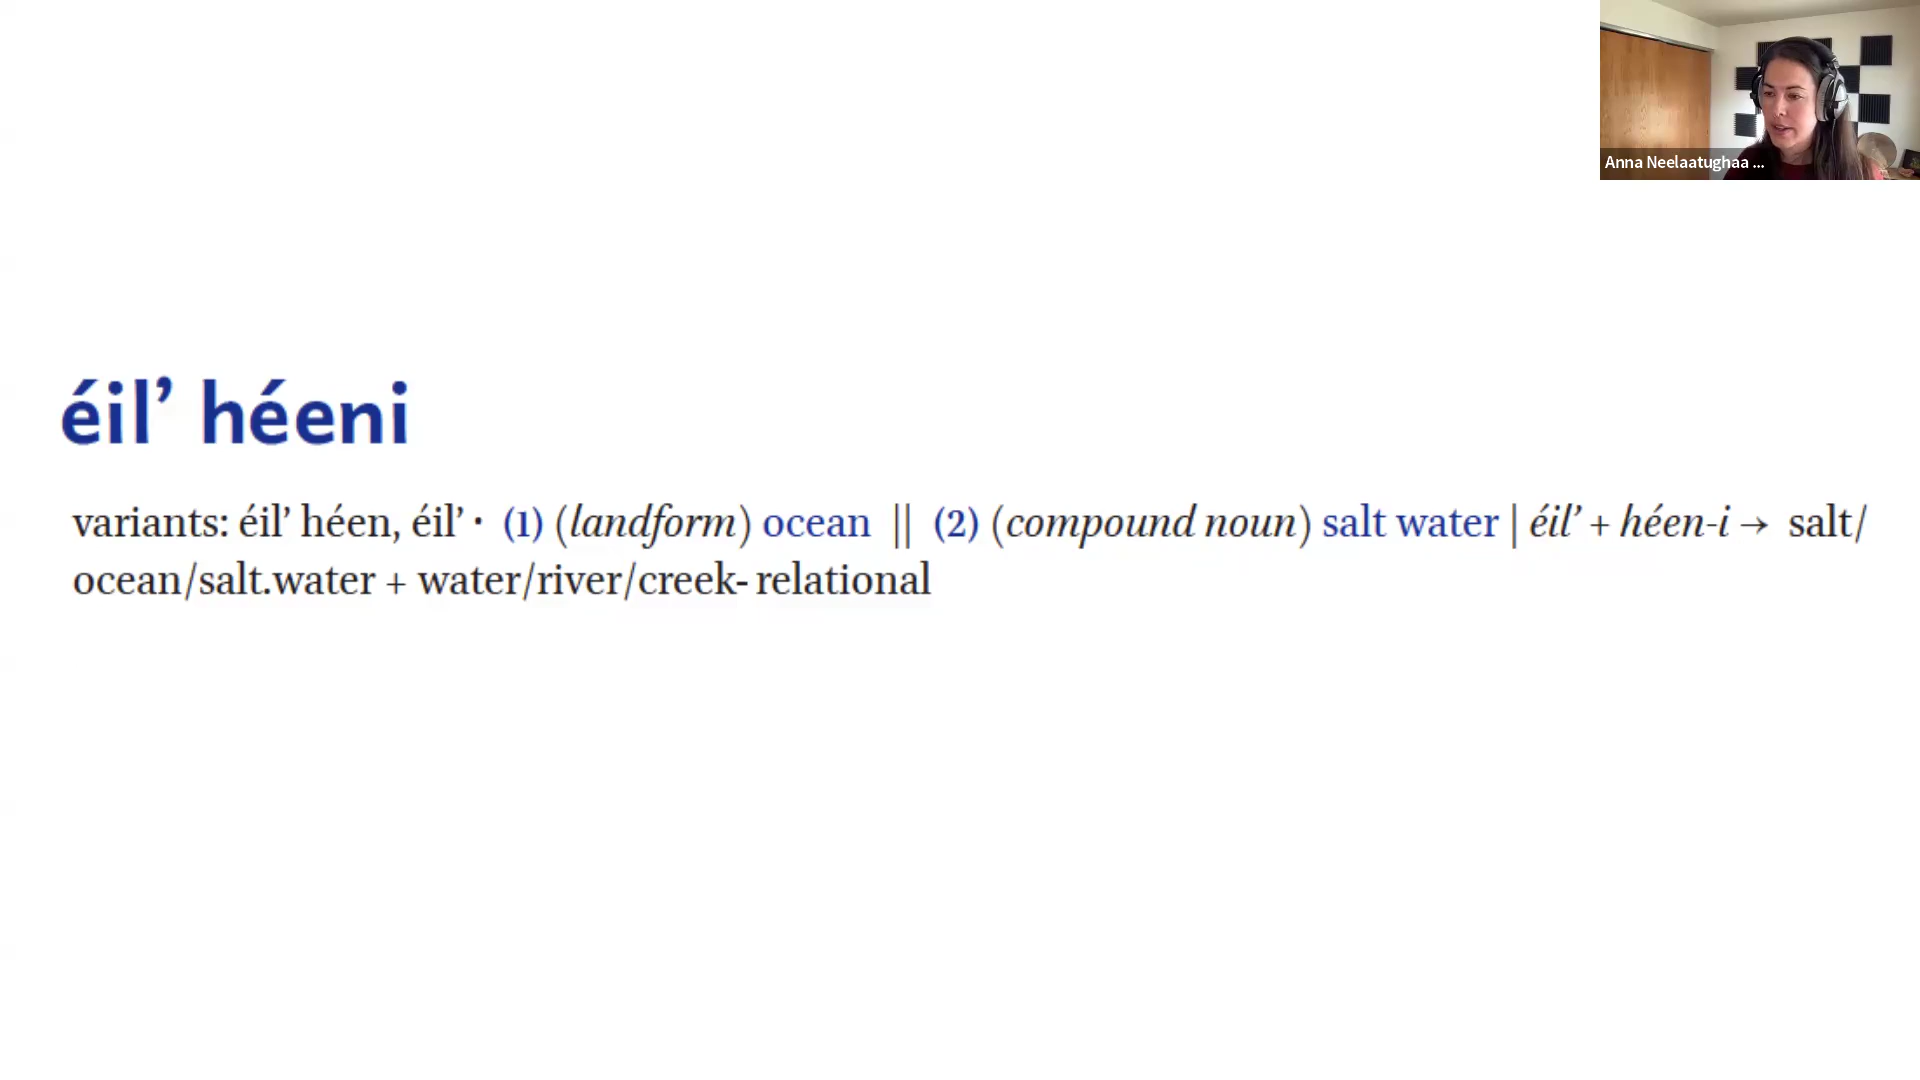 Anna Neelaatughaa ...
éil’ héeni
variants: éil’ héen, éil’ · (1) (landform) ocean || (2) (compound noun) salt water | éil’ + héen-i → salt/
ocean/salt.water + water/river/creek- relational